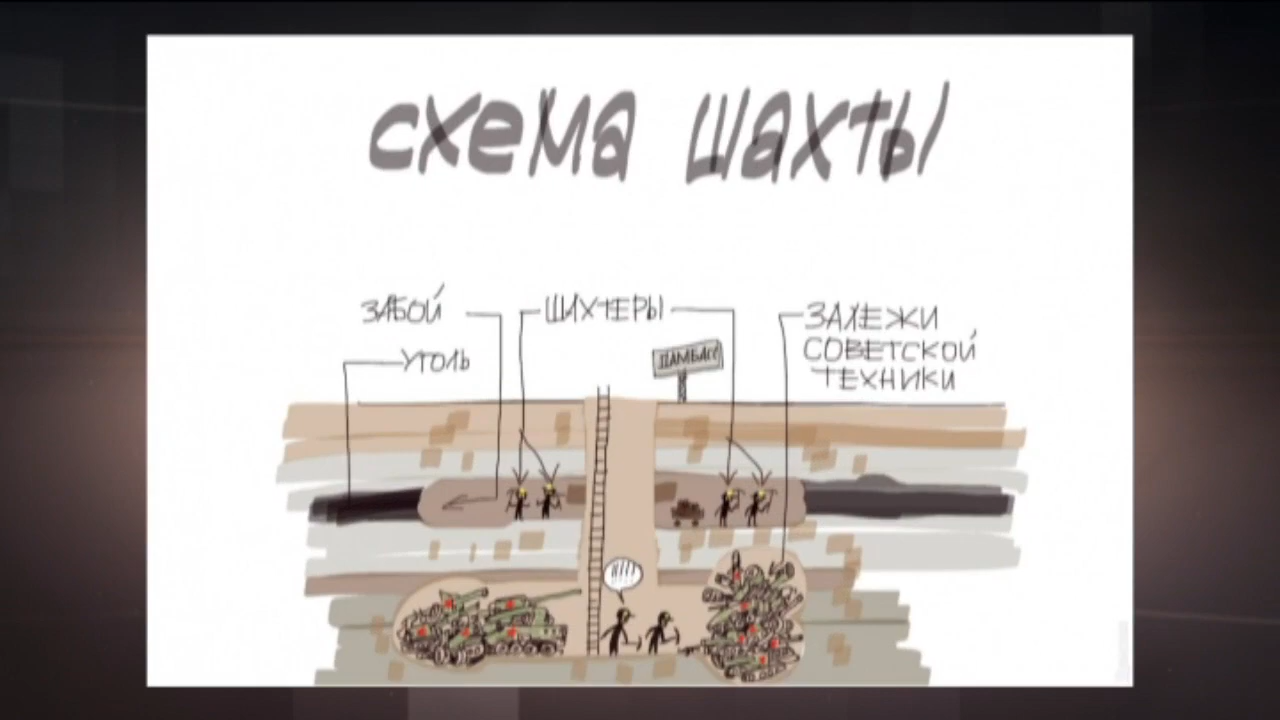 схема шахты
ЗАБОЙ
ШАХТЕРЫ
ЗАЛЕЖИ
СОВЕТСКОЙ
ТЕХНИКИ
УГОЛЬ
ДАМБАСС